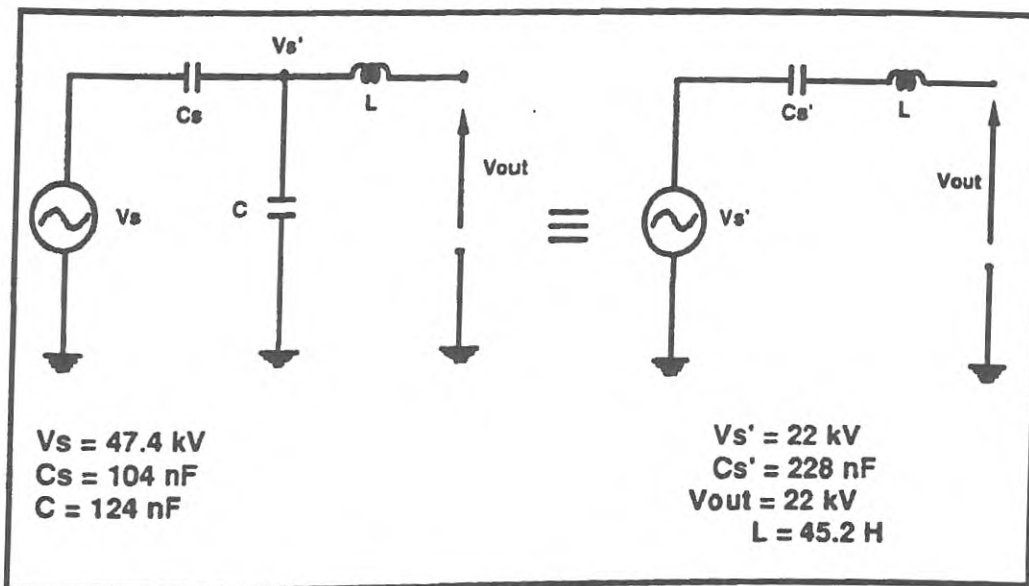 Vs'
Cs
L
Vs
C
Vout
Cs'
L
Vs'
Vout
Vs = 47.4 kV
Cs = 104 nF
C = 124 nF
Vs' = 22 kV
Cs' = 228 nF
Vout = 22 kV
L = 45.2 H